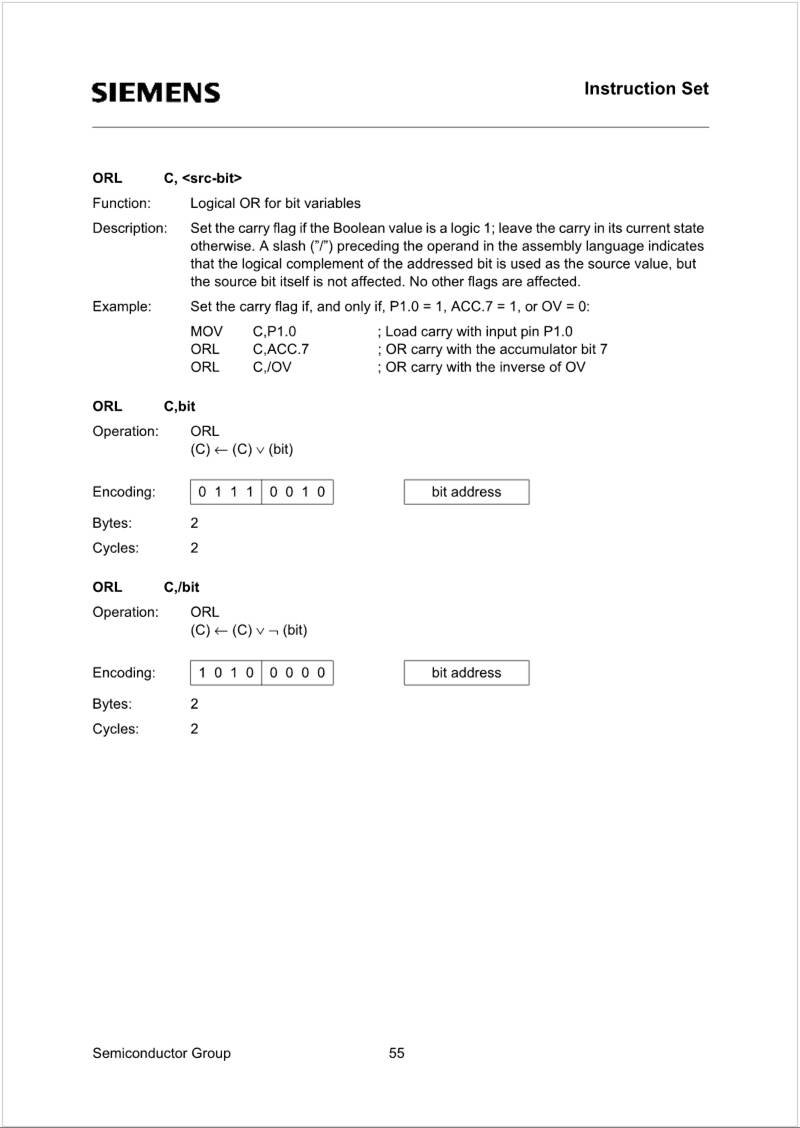 SIEMENS
Instruction Set
ORL C, <src-bit>
Function: Logical OR for bit variables
Description: Set the carry flag if the Boolean value is a logic 1; leave the carry in its current state
otherwise. A slash (”/”) preceding the operand in the assembly language indicates
that the logical complement of the addressed bit is used as the source value, but
the source bit itself is not affected. No other flags are affected.
Example: Set the carry flag if, and only if, P1.0 = 1, ACC.7 = 1, or OV = 0:
MOV C,P1.0 ; Load carry with input pin P1.0
ORL C,ACC.7 ; OR carry with the accumulator bit 7
ORL C,/OV ; OR carry with the inverse of OV
ORL C,bit
Operation: ORL
(C) ← (C) ∨ (bit)
Encoding: 0 1 1 1 0 0 1 0 bit address
Bytes: 2
Cycles: 2
ORL C,/bit
Operation: ORL
(C) ← (C) ∨ ¬ (bit)
Encoding: 1 0 1 0 0 0 0 0 bit address
Bytes: 2
Cycles: 2
Semiconductor Group 55